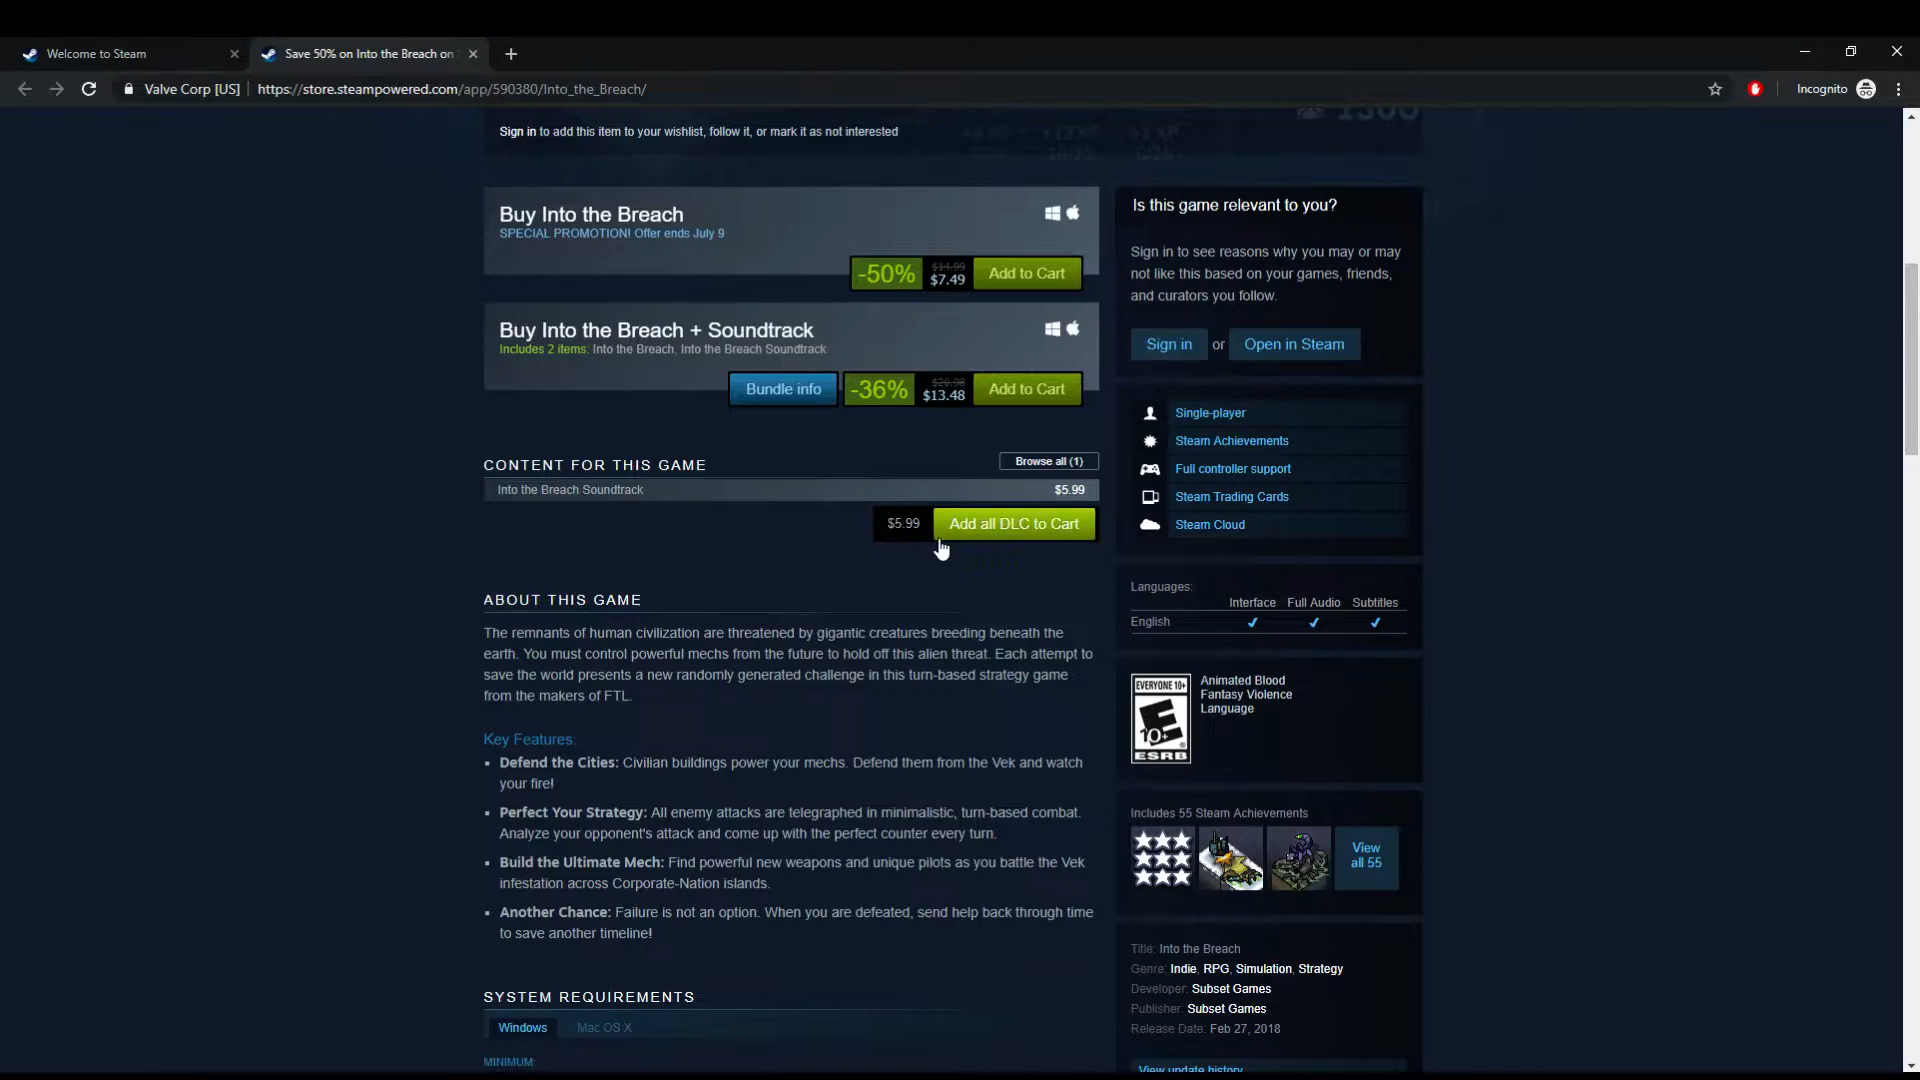 Welcome to Steam
Save 50% on Into the Breach on
Valve Corp [US]
https://store.steampowered.com/app/590380/Into_the_Breach/
Incognito
Sign in to add this item to your wishlist, follow it, or mark it as not interested
Buy Into the Breach
SPECIAL PROMOTION! Offer ends July 9
-50%
$14.99
$7.49
Add to Cart
Buy Into the Breach + Soundtrack
Includes 2 items: Into the Breach, Into the Breach Soundtrack
Bundle info
-36%
$20.98
$13.48
Add to Cart
CONTENT FOR THIS GAME
Browse all (1)
Into the Breach Soundtrack
$5.99
$5.99
Add all DLC to Cart
ABOUT THIS GAME
The remnants of human civilization are threatened by gigantic creatures breeding beneath the
earth. You must control powerful mechs from the future to hold off this alien threat. Each attempt to
save the world presents a new randomly generated challenge in this turn-based strategy game
from the makers of FTL.
Key Features:
Defend the Cities: Civilian buildings power your mechs. Defend them from the Vek and watch
your fire!
Perfect Your Strategy: All enemy attacks are telegraphed in minimalistic, turn-based combat.
Analyze your opponent's attack and come up with the perfect counter every turn.
Build the Ultimate Mech: Find powerful new weapons and unique pilots as you battle the Vek
infestation across Corporate-Nation islands.
Another Chance: Failure is not an option. When you are defeated, send help back through time
to save another timeline!
SYSTEM REQUIREMENTS
Windows
Mac OS X
MINIMUM:
Is this game relevant to you?
Sign in to see reasons why you may or may
not like this based on your games, friends,
and curators you follow.
Sign in
or
Open in Steam
Single-player
Steam Achievements
Full controller support
Steam Trading Cards
Steam Cloud
Languages:
Interface Full Audio Subtitles
English
EVERYONE 10+
E
10+
ESRB
Animated Blood
Fantasy Violence
Language
Includes 55 Steam Achievements
View
all 55
Title: Into the Breach
Genre: Indie, RPG, Simulation, Strategy
Developer: Subset Games
Publisher: Subset Games
Release Date: Feb 27, 2018
View update history